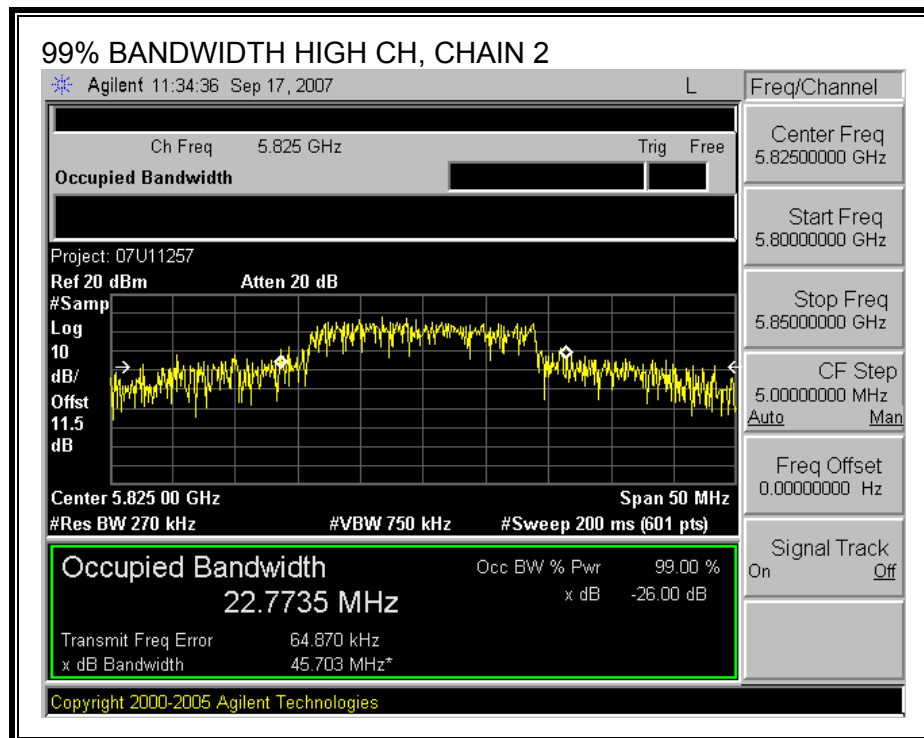 99% BANDWIDTH HIGH CH, CHAIN 2
Agilent 11:34:36 Sep 17, 2007 L
Freq/Channel
Ch Freq 5.825 GHz Trig Free
Occupied Bandwidth
Center Freq
5.82500000 GHz
Start Freq
5.80000000 GHz
Stop Freq
5.85000000 GHz
CF Step
5.00000000 MHz
Auto Man
Freq Offset
0.00000000 Hz
Signal Track
On Off
Project: 07U11257
Ref 20 dBm Atten 20 dB
#Samp
Log
10
dB/
Offst
11.5
dB
Center 5.825 00 GHz Span 50 MHz
#Res BW 270 kHz #VBW 750 kHz #Sweep 200 ms (601 pts)
Occupied Bandwidth
22.7735 MHz
Occ BW % Pwr 99.00 %
x dB -26.00 dB
Transmit Freq Error 64.870 kHz
x dB Bandwidth 45.703 MHz*
Copyright 2000-2005 Agilent Technologies